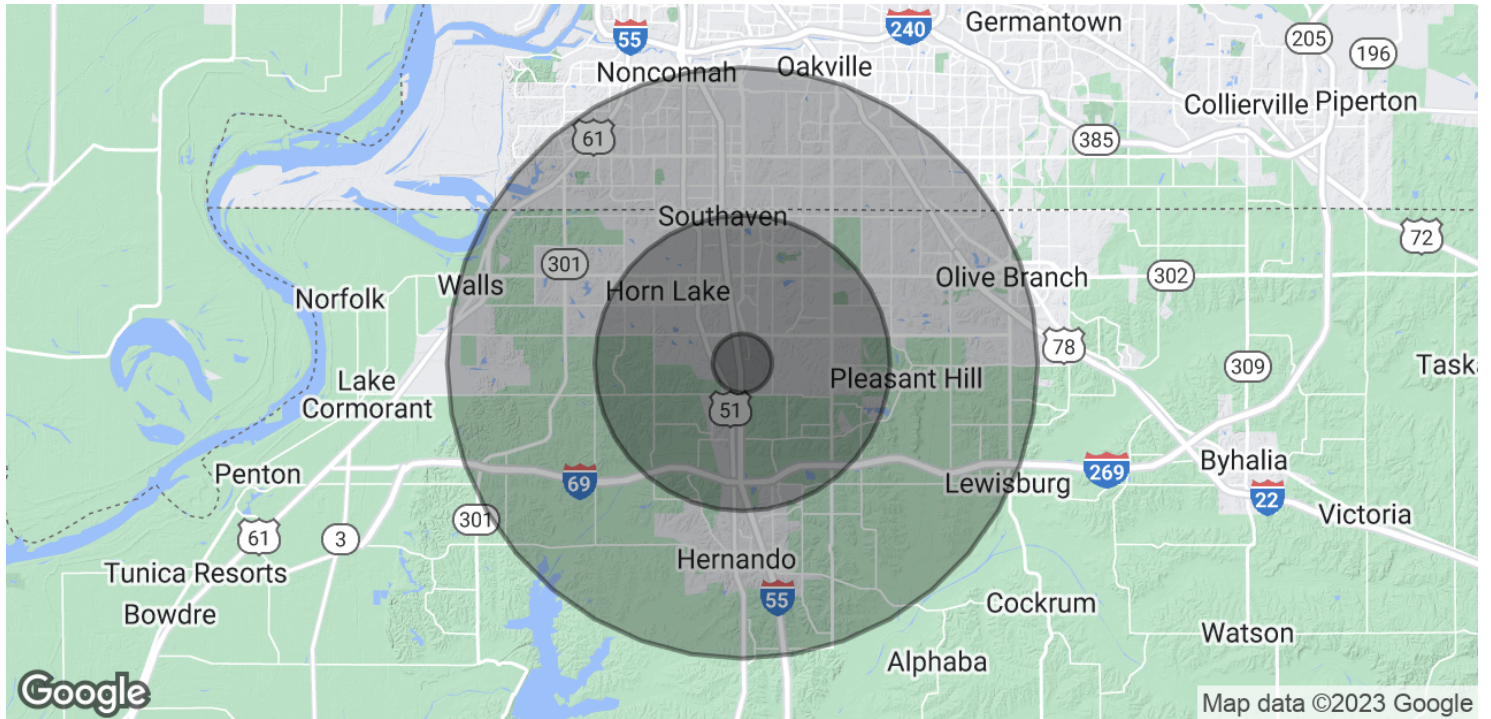 Germantown
55
240
205
196
Nonconnah
Oakville
Collierville
Piperton
61
385
Southaven
72
301
Walls
Horn Lake
Olive Branch
302
Norfolk
78
309
Taska
Lake
Cormorant
Pleasant Hill
51
Penton
69
Lewisburg
269
Byhalia
22
301
61
3
Victoria
Hernando
Tunica Resorts
55
Cockrum
Bowdre
Watson
Alphaba
Google
Map data ©2023 Google